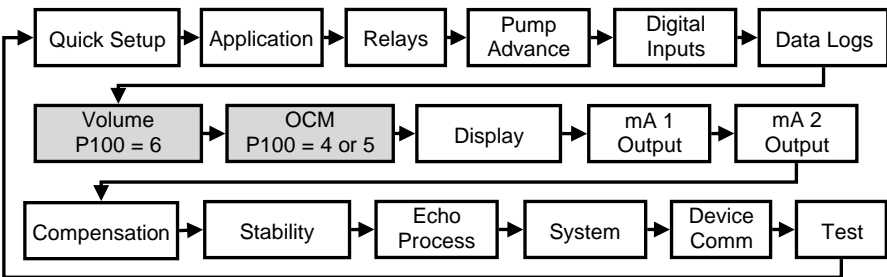 Quick Setup
Application
Relays
Pump
Advance
Digital
Inputs
Data Logs
Volume
P100 = 6
OCM
P100 = 4 or 5
Display
mA 1
Output
mA 2
Output
Compensation
Stability
Echo
Process
System
Device
Comm
Test